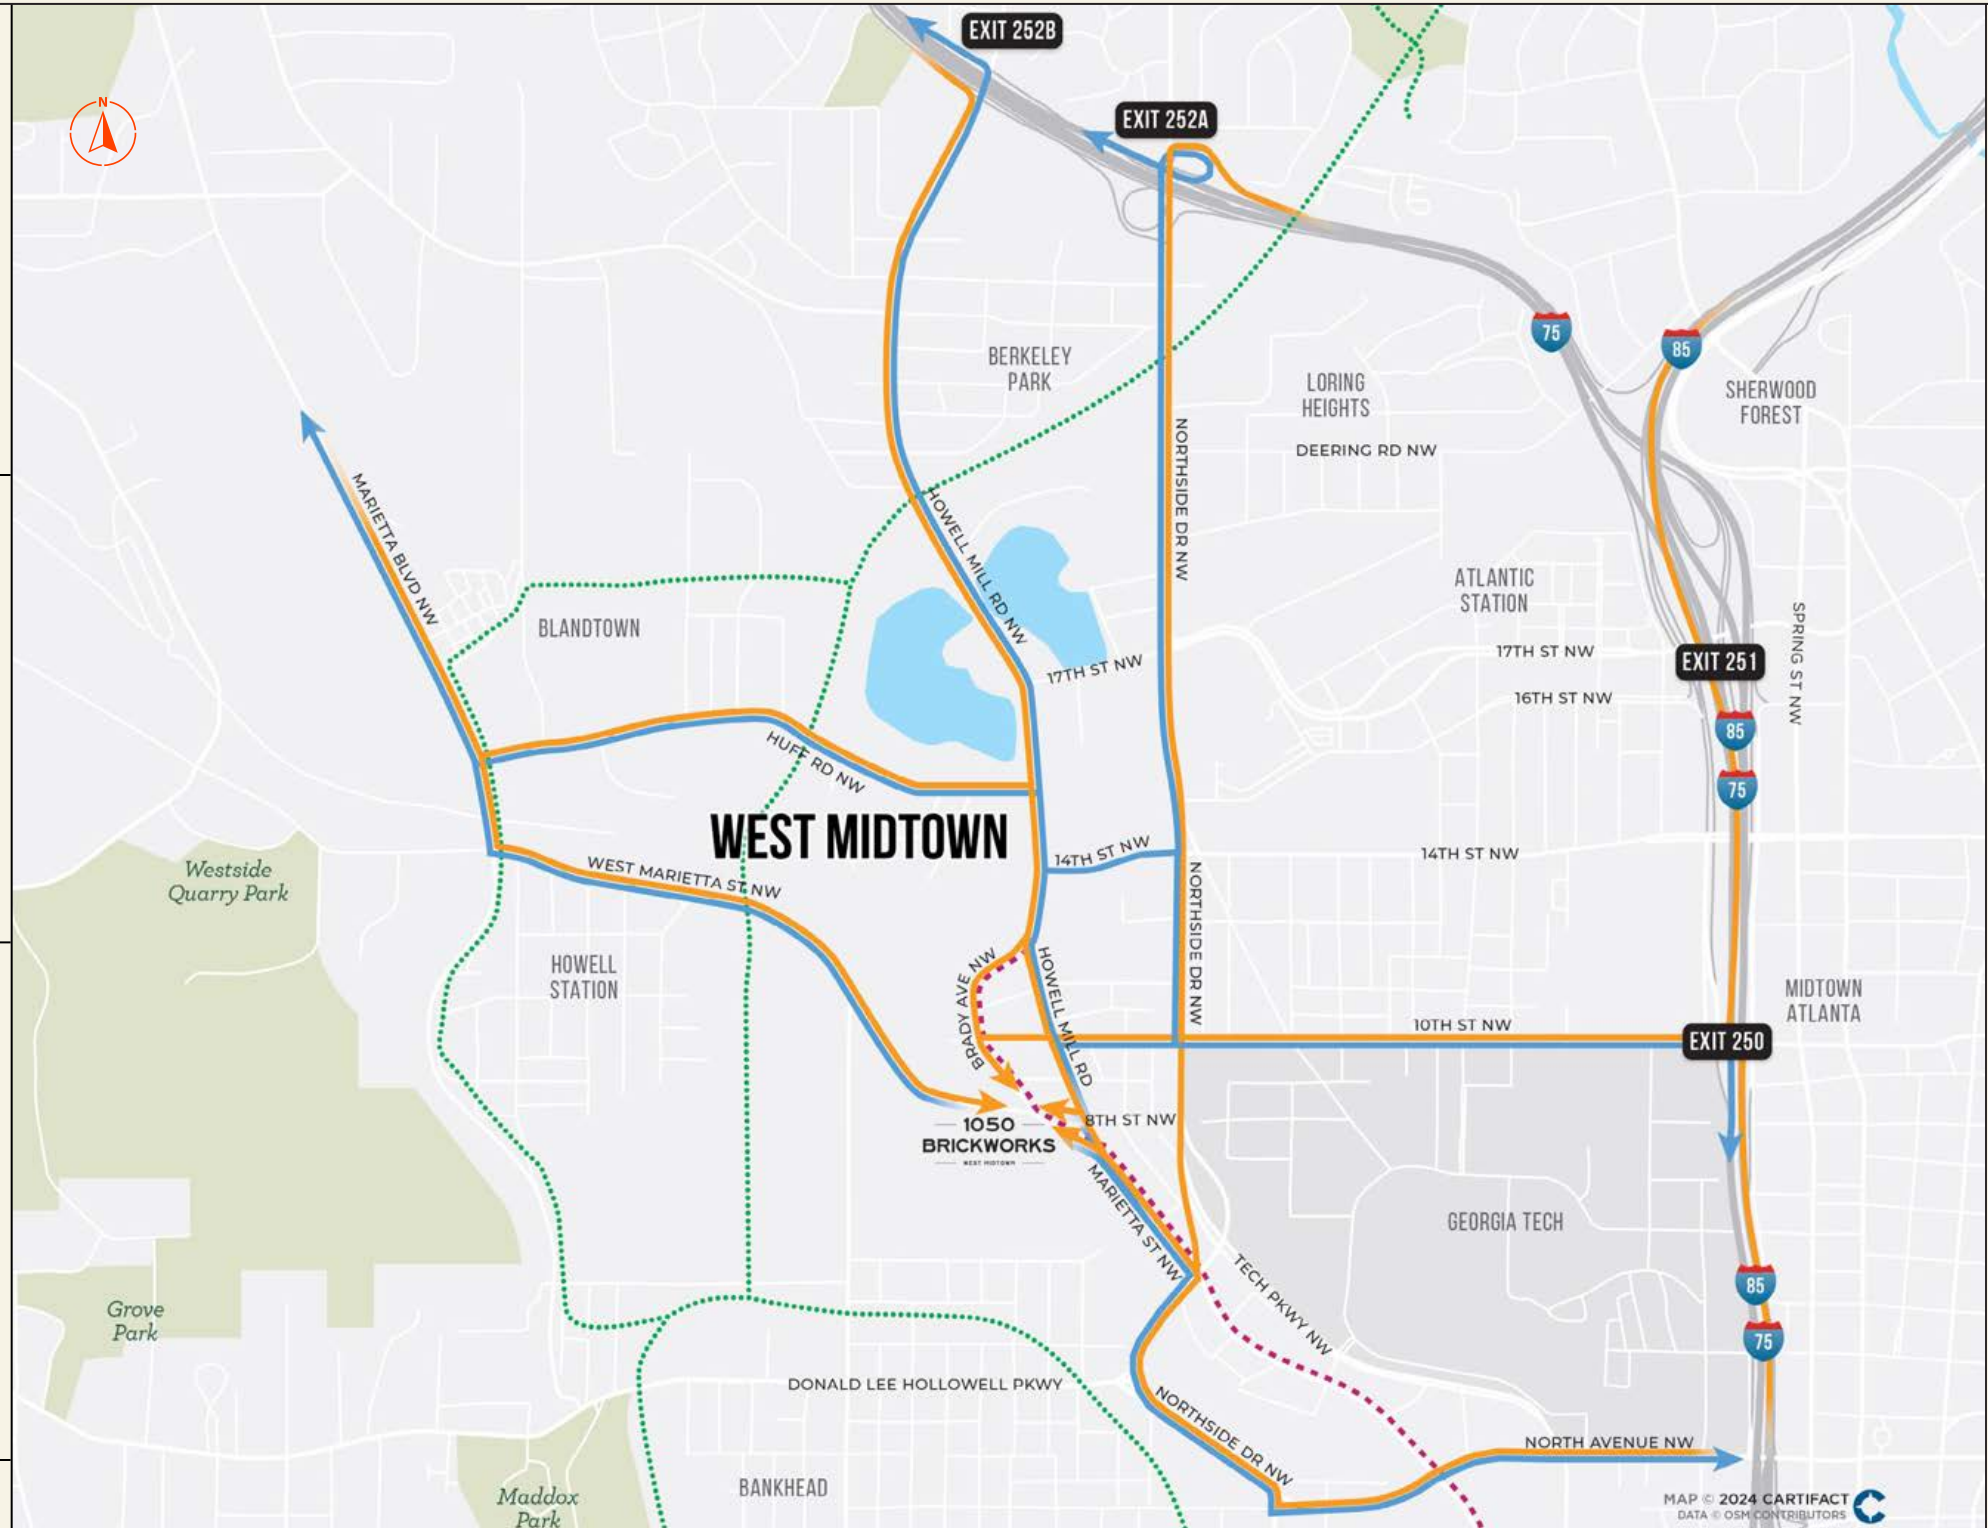 EXIT 252B
N
EXIT 252A
75
85
BERKELEY
PARK
LORING
HEIGHTS
SHERWOOD
FOREST
DEERING RD NW
NORTHSIDE DR NW
MARIETTA BLVD NW
HOWELL MILL RD NW
ATLANTIC
STATION
BLANDTOWN
17TH ST NW
17TH ST NW
EXIT 251
SPRING ST NW
16TH ST NW
85
75
HUFF RD NW
WEST MIDTOWN
14TH ST NW
14TH ST NW
Westside
Quarry Park
WEST MARIETTA ST NW
NORTHSIDE DR NW
HOWELL
STATION
BRADY AVE NW
BRADY
HOWELL MILL RD
MIDTOWN
ATLANTA
10TH ST NW
EXIT 250
8TH ST NW
1050
BRICKWORKS
WEST MIDTOWN
MARIETTA ST NW
GEORGIA TECH
TECH PKWY NW
85
75
Grove
Park
DONALD LEE HOLLOWELL PKWY
NORTHSIDE DR NW
NORTH AVENUE NW
BANKHEAD
Maddox
Park
MAP © 2024 CARTIFACT
DATA © OSM CONTRIBUTORS